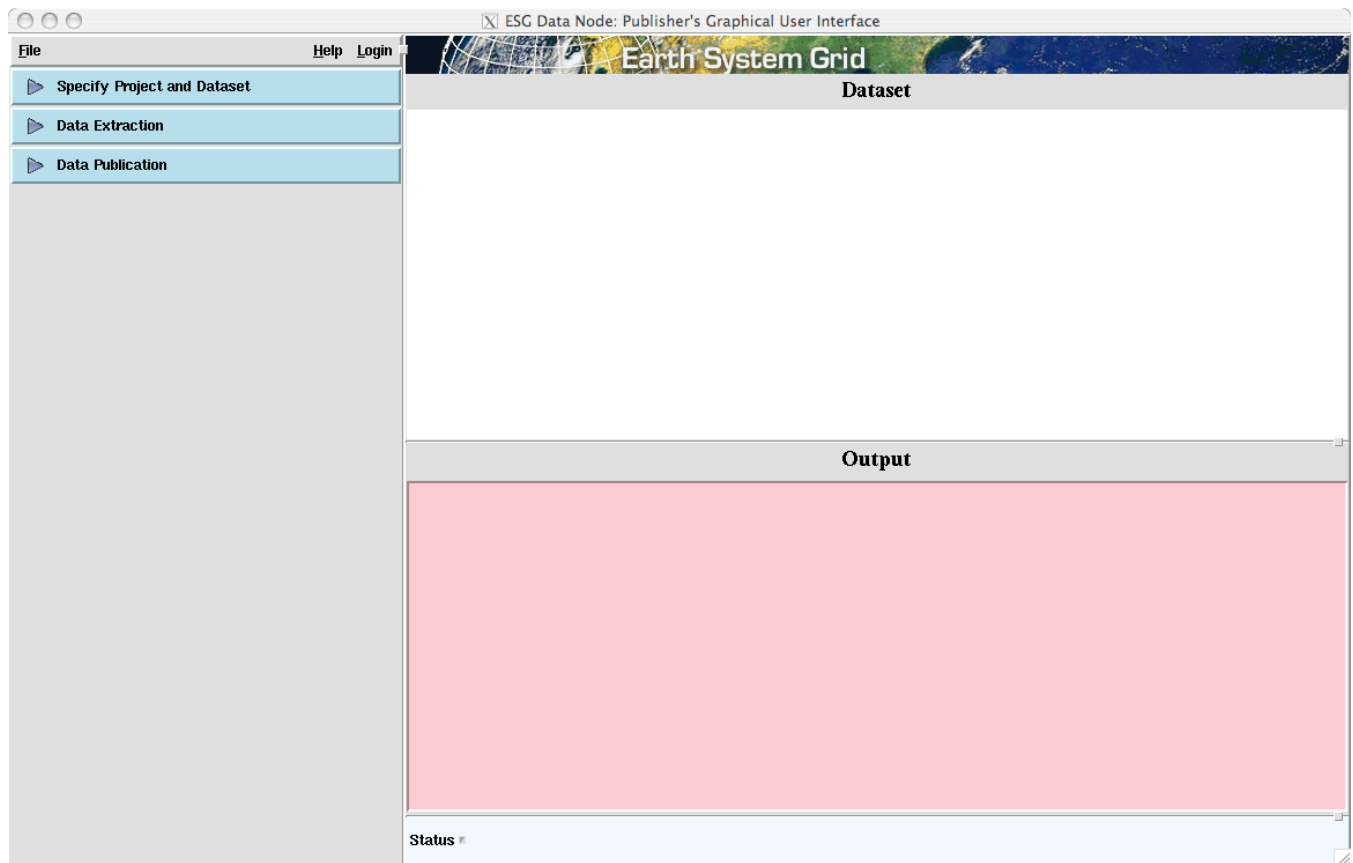 X ESG Data Node: Publisher's Graphical User Interface
File Help Login
Earth System Grid
Specify Project and Dataset
Data Extraction
Data Publication
Dataset
Output
Status